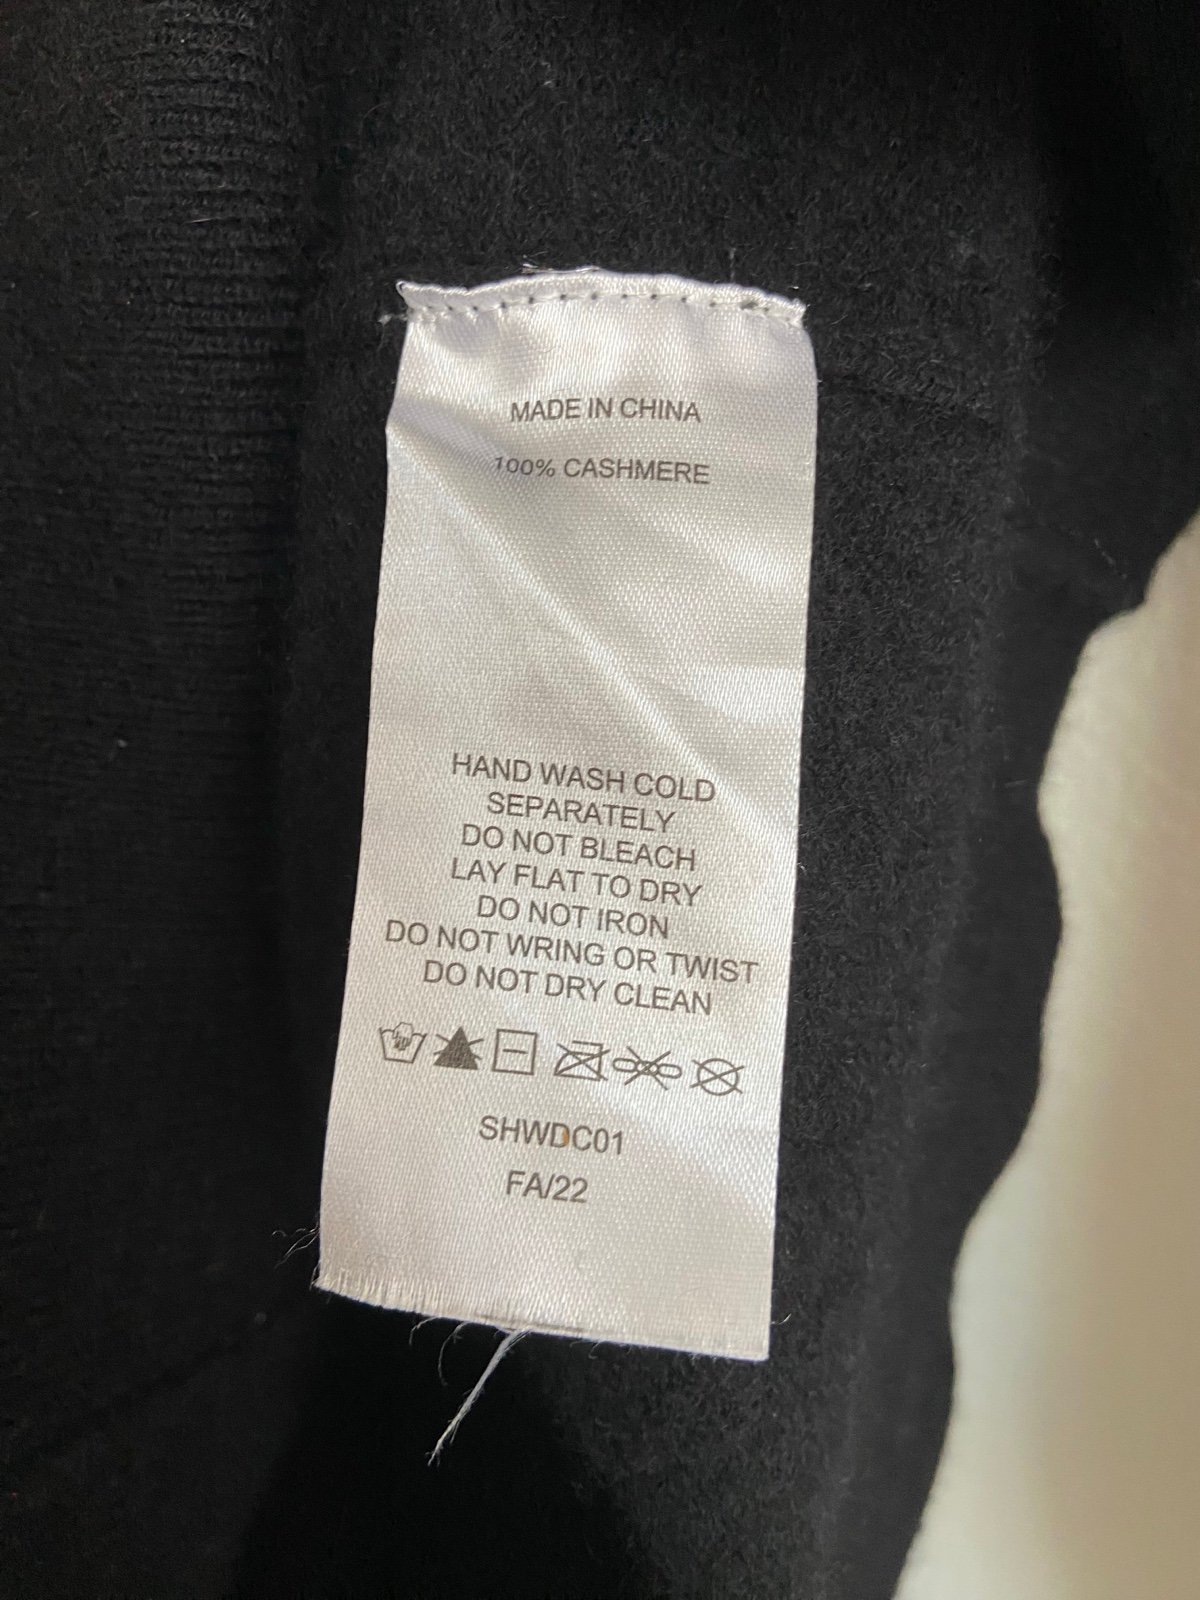 MADE IN CHINA
100% CASHMERE
HAND WASH COLD
SEPARATELY
DO NOT BLEACH
LAY FLAT TO DRY
DO NOT IRON
DO NOT WRING OR TWIST
DO NOT DRY CLEAN
SHWDC01
FA/22